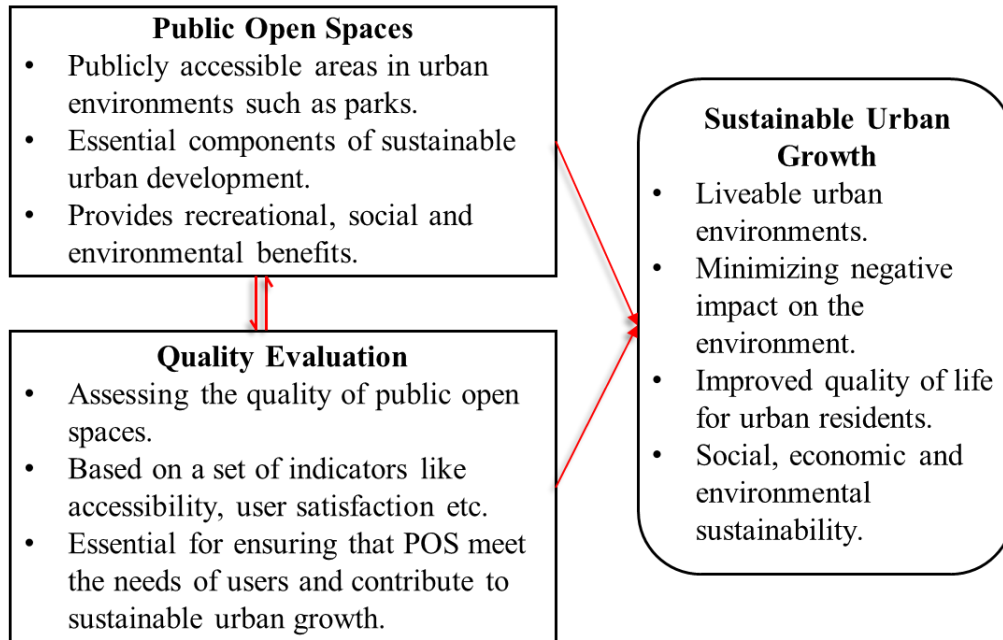 Public Open Spaces
• Publicly accessible areas in urban
environments such as parks.
• Essential components of sustainable
urban development.
• Provides recreational, social and
environmental benefits.
Quality Evaluation
• Assessing the quality of public open
spaces.
• Based on a set of indicators like
accessibility, user satisfaction etc.
• Essential for ensuring that POS meet
the needs of users and contribute to
sustainable urban growth.
Sustainable Urban
Growth
• Liveable urban
environments.
• Minimizing negative
impact on the
environment.
• Improved quality of life
for urban residents.
• Social, economic and
environmental
sustainability.